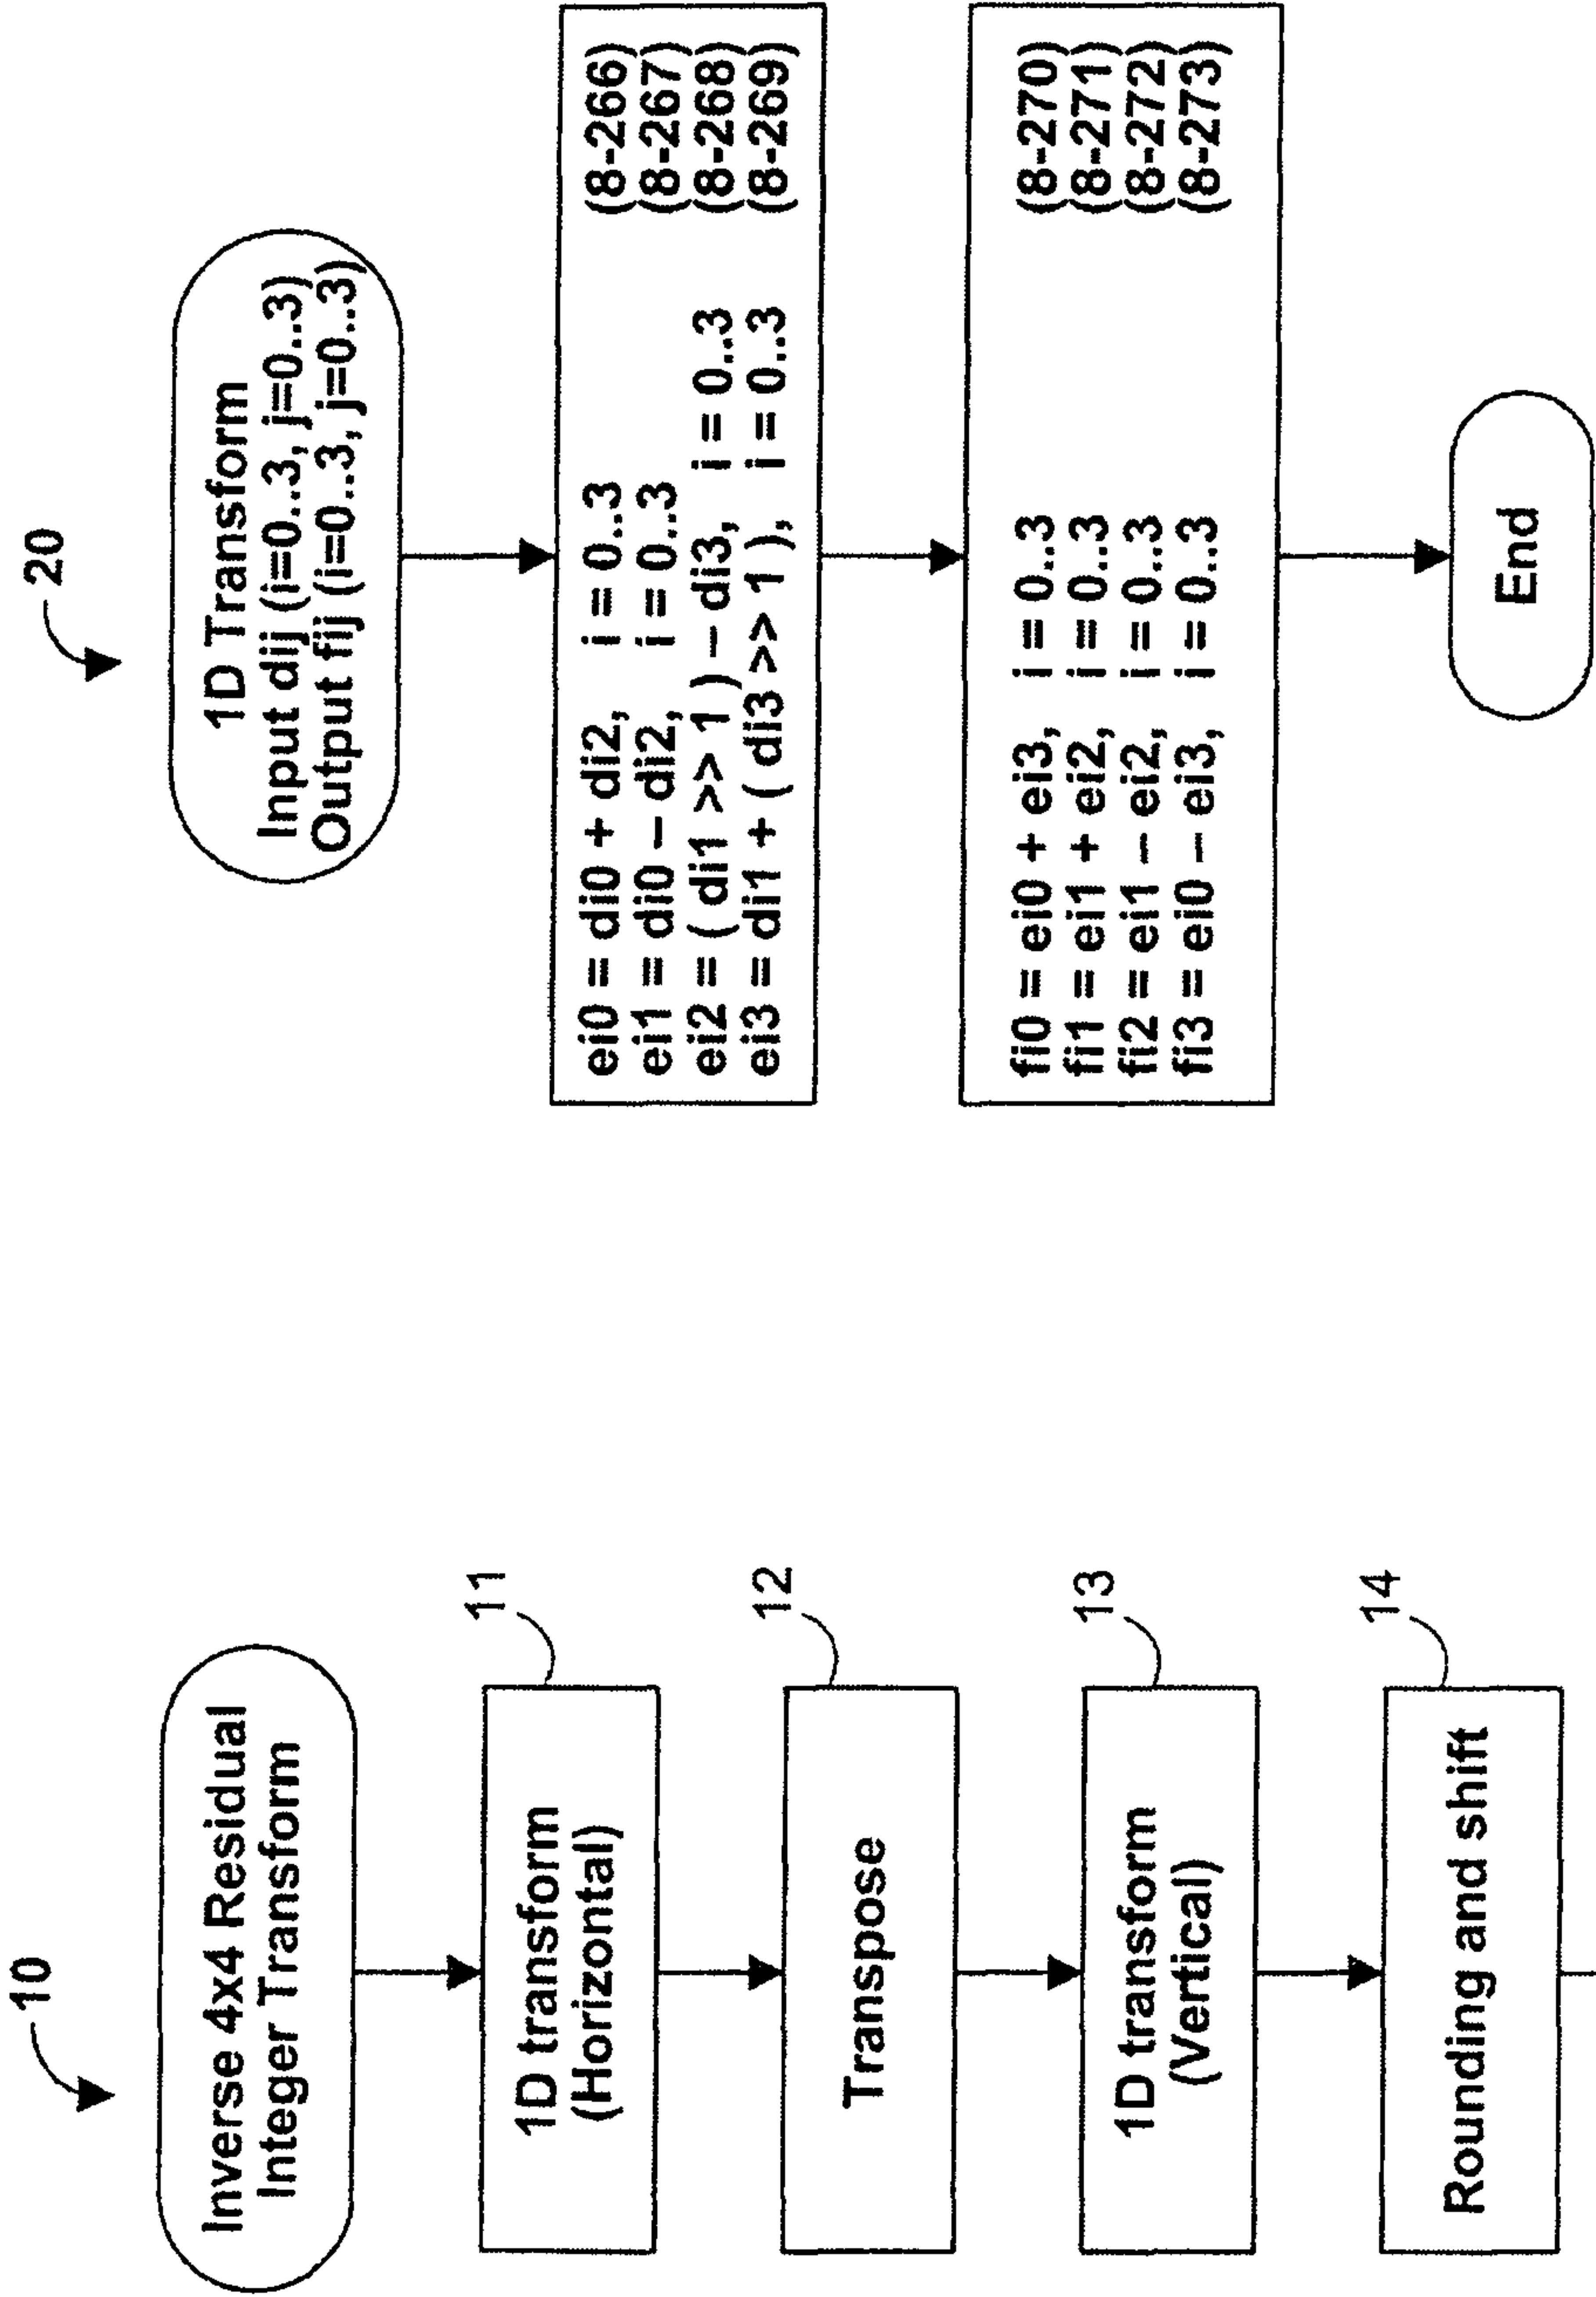 10
Inverse 4x4 Residual
Integer Transform
11
1D transform
(Horizontal)
12
Transpose
13
1D transform
(Vertical)
14
Rounding and shift
20
1D Transform
Input dij (i=0..3, j=0..3)
Output fij (i=0..3, j=0..3)
ei0 = di0 + di2, i = 0..3 (8-266)
ei1 = di0 – di2, i = 0..3 (8-267)
ei2 = ( di1 >> 1 ) – di3, i = 0..3 (8-268)
ei3 = di1 + ( di3 >> 1 ), i = 0..3 (8-269)
fi0 = ei0 + ei3, i = 0..3 (8-270)
fi1 = ei1 + ei2, i = 0..3 (8-271)
fi2 = ei1 – ei2, i = 0..3 (8-272)
fi3 = ei0 – ei3, i = 0..3 (8-273)
End